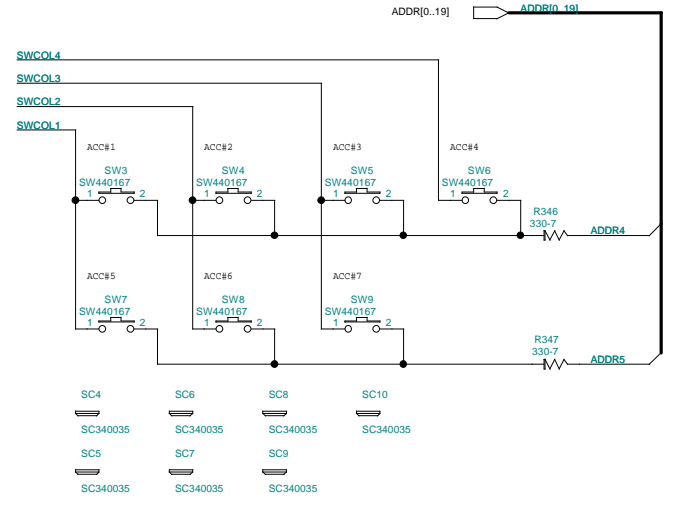 ADDR[0..19] ADDR[0..19]
SWCOL4
SWCOL3
SWCOL2
SWCOL1
ACC#1 ACC#2 ACC#3 ACC#4
SW3 SW4 SW5 SW6
SW440167 SW440167 SW440167 SW440167
1 2 1 2 1 2 1 2
R346
330-7
ADDR4
ACC#5 ACC#6 ACC#7
SW7 SW8 SW9
SW440167 SW440167 SW440167
1 2 1 2 1 2
R347
330-7
ADDR5
SC4 SC6 SC8 SC10
SC340035 SC340035 SC340035 SC340035
SC5 SC7 SC9
SC340035 SC340035 SC340035